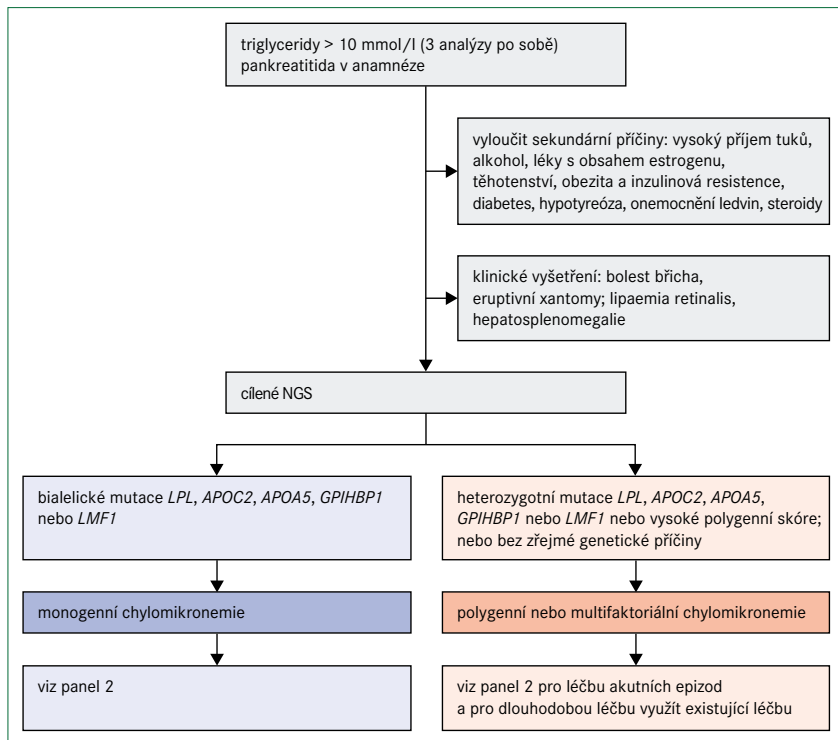 triglyceridy > 10 mmol/l (3 analýzy po sobě)
pankreatitida v anamnéze
vyloučit sekundární příčiny: vysoký příjem tuků,
alkohol, léky s obsahem estrogenu,
těhotenství, obezita a inzulinová resistence,
diabetes, hypotyreóza, onemocnění ledvin, steroidy
klinické vyšetření: bolest břicha,
eruptivní xantomy; lipaemia retinalis,
hepatosplenomegalie
cílené NGS
bialelické mutace LPL, APOC2, APOA5, GPIHBP1
nebo LMF1
heterozygotní mutace LPL, APOC2, APOA5,
GPIHBP1 nebo LMF1 nebo vysoké polygenní skóre;
nebo bez zřejmé genetické příčiny
monogenní chylomikronemie
polygenní nebo multifaktoriální chylomikronemie
viz panel 2
viz panel 2 pro léčbu akutních epizod
a pro dlouhodobou léčbu využít existující léčbu